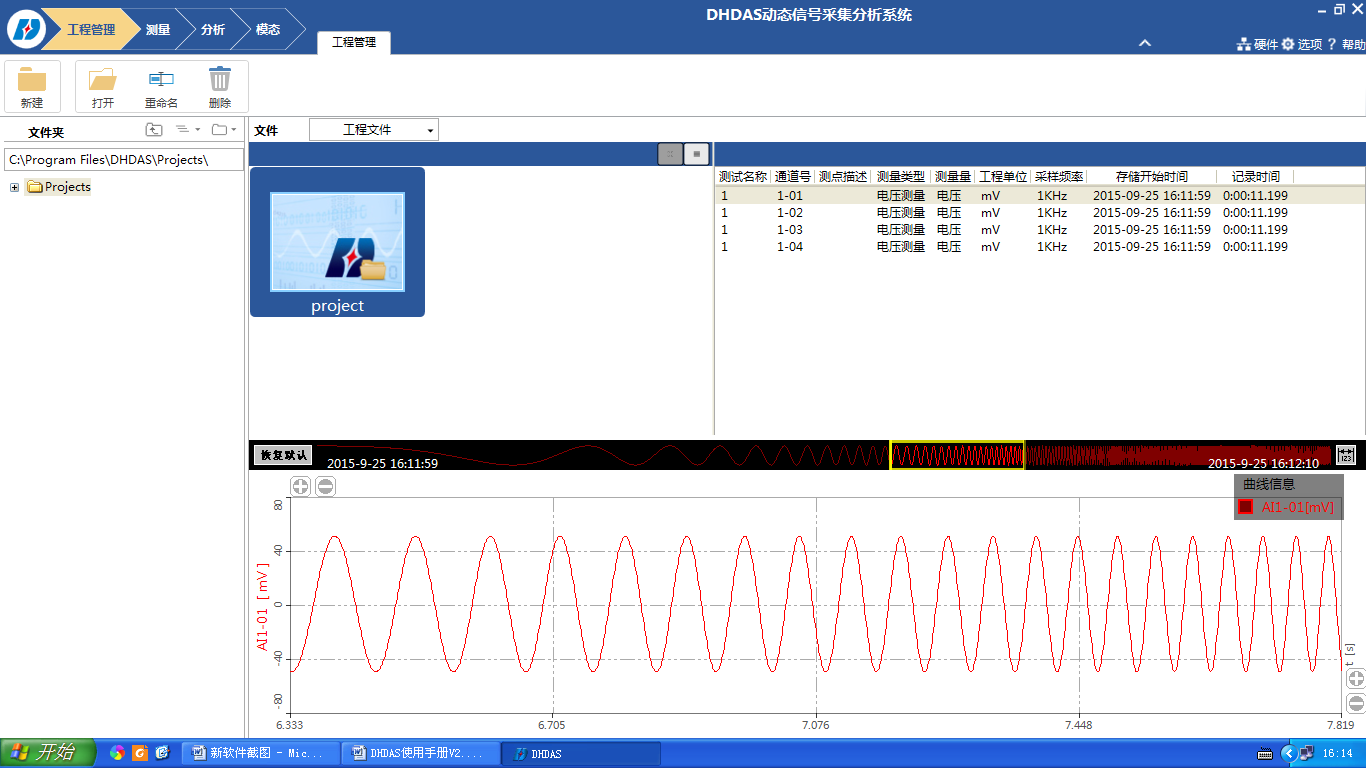 DHDAS动态信号采集分析系统
工程管理 测量 分析 模态
工程管理
硬件 选项 ? 帮助
新建 打开 重命名 删除
文件夹
文件 工程文件
C:\Program Files\DHDAS\Projects\
Projects
project
测试名称 通道号 测点描述 测量类型 测量量 工程单位 采样频率 存储开始时间 记录时间
1 1-01 电压测量 电压 mV 1KHz 2015-09-25 16:11:59 0:00:11.199
1 1-02 电压测量 电压 mV 1KHz 2015-09-25 16:11:59 0:00:11.199
1 1-03 电压测量 电压 mV 1KHz 2015-09-25 16:11:59 0:00:11.199
1 1-04 电压测量 电压 mV 1KHz 2015-09-25 16:11:59 0:00:11.199
恢复默认 2015-9-25 16:11:59 2015-9-25 16:12:10
123
曲线信息
AI1-01[mV]
80
40
0
-40
-80
AI1-01 [ mV ]
t [s]
6.333 6.705 7.076 7.448 7.819
开始 新软件截图 - Mic... DHDAS使用手册V2.... DHDAS 16:14